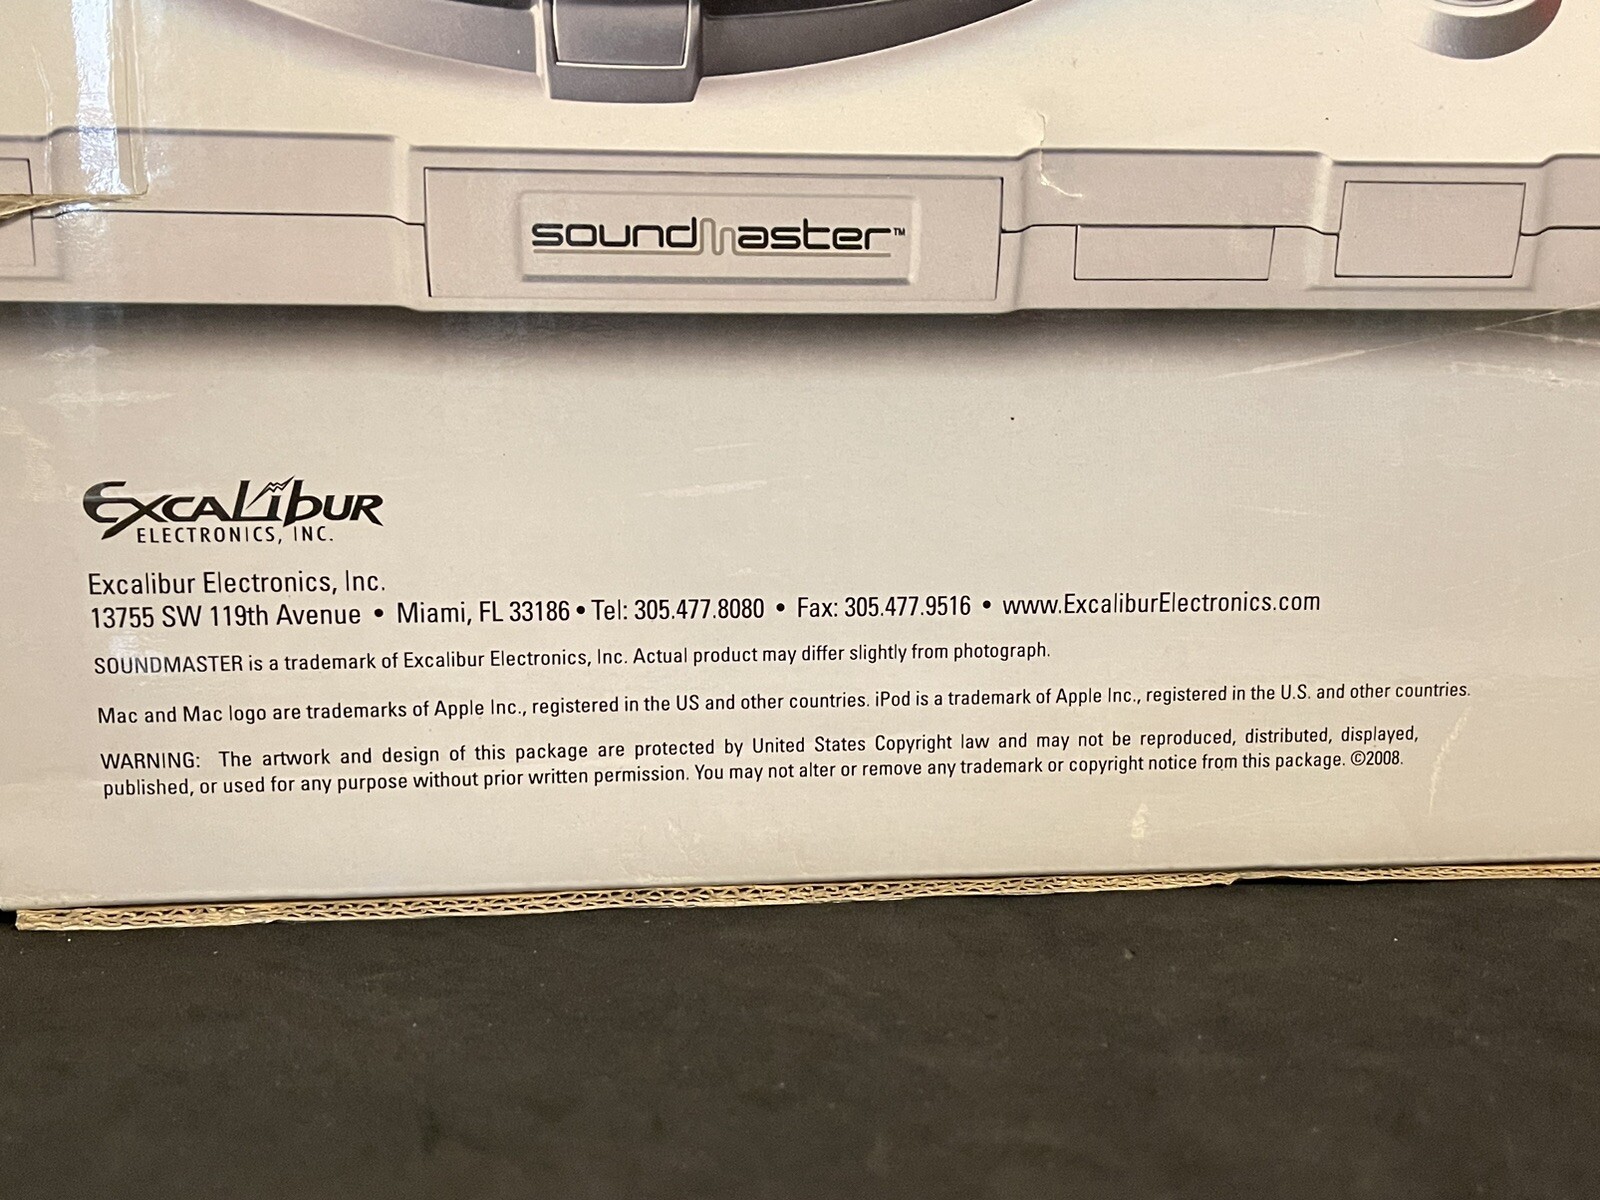 soundmaster™
EXCALIBUR
ELECTRONICS, INC.
Excalibur Electronics, Inc.
13755 SW 119th Avenue • Miami, FL 33186 • Tel: 305.477.8080 • Fax: 305.477.9516 • www.ExcaliburElectronics.com
SOUNDMASTER is a trademark of Excalibur Electronics, Inc. Actual product may differ slightly from photograph.
Mac and Mac logo are trademarks of Apple Inc., registered in the US and other countries. iPod is a trademark of Apple Inc., registered in the U.S. and other countries.
WARNING: The artwork and design of this package are protected by United States Copyright law and may not be reproduced, distributed, displayed,
published, or used for any purpose without prior written permission. You may not alter or remove any trademark or copyright notice from this package. ©2008.